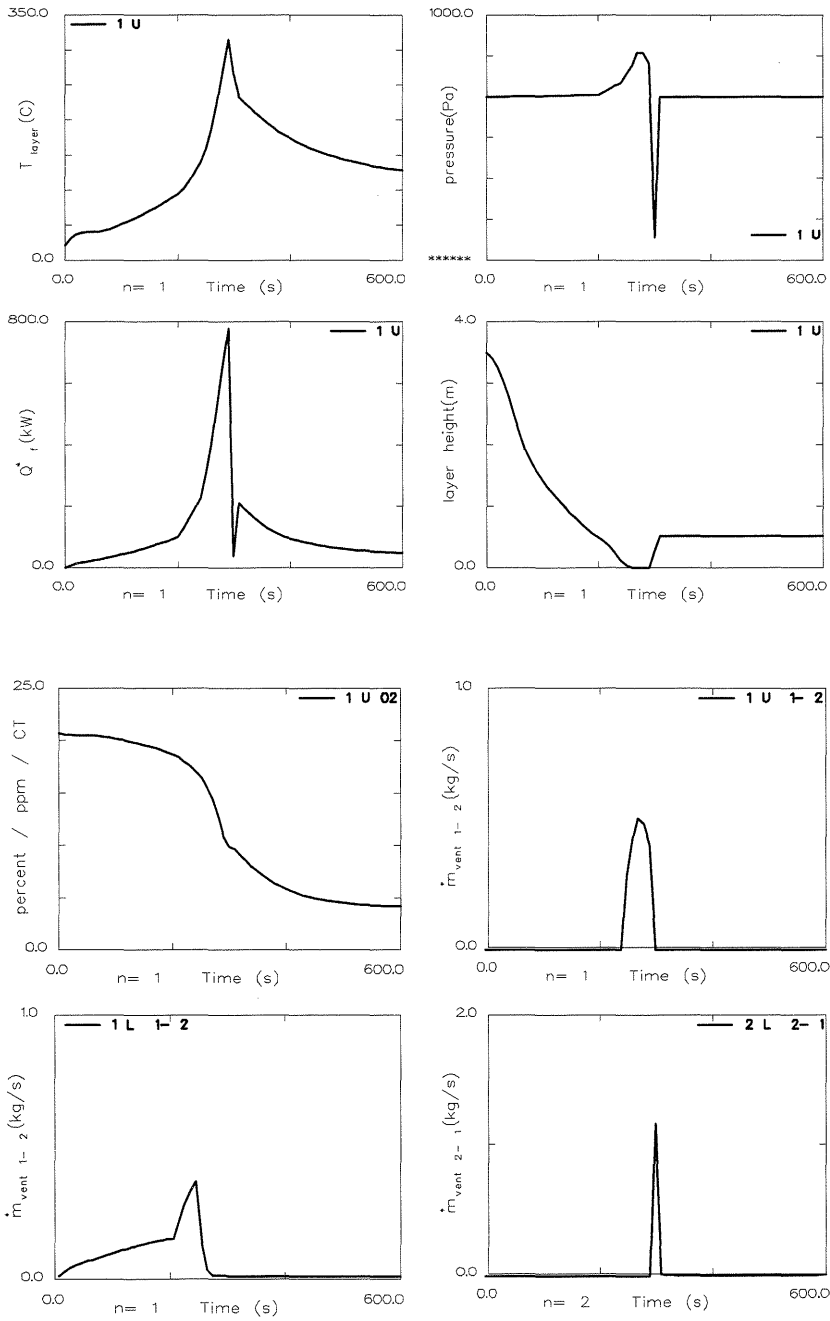 350.0
1 U
T layer (C)
0.0
0.0
n= 1 Time (s)
600.0
1000.0
pressure(Pa)
1 U
******
0.0
n= 1 Time (s)
600.0
800.0
1 U
Q* f (kW)
0.0
0.0
n= 1 Time (s)
600.0
4.0
1 U
layer height(m)
0.0
0.0
n= 1 Time (s)
600.0
25.0
1 U O2
percent / ppm / CT
0.0
0.0
n= 1 Time (s)
600.0
1.0
1 U 1- 2
ṁ vent 1- 2 (kg/s)
0.0
0.0
n= 1 Time (s)
600.0
1.0
1 L 1- 2
ṁ vent 1- 2 (kg/s)
0.0
0.0
n= 1 Time (s)
600.0
2.0
2 L 2- 1
ṁ vent 2- 1 (kg/s)
0.0
0.0
n= 2 Time (s)
600.0